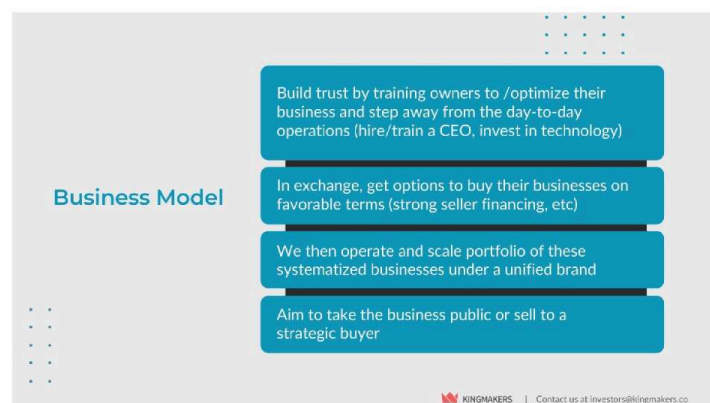 Business Model
Build trust by training owners to /optimize their
business and step away from the day-to-day
operations (hire/train a CEO, invest in technology)
In exchange, get options to buy their businesses on
favorable terms (strong seller financing, etc)
We then operate and scale portfolio of these
systematized businesses under a unified brand
Aim to take the business public or sell to a
strategic buyer
KINGMAKERS | Contact us at investors@kingmakers.co